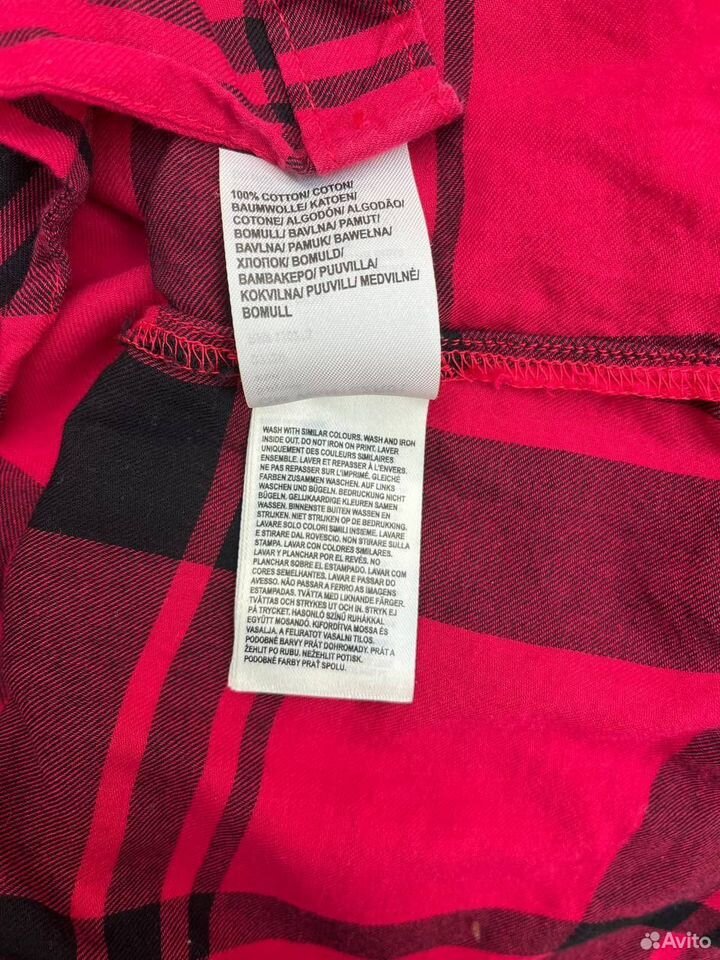 100% COTTON/ COTON/
BAUMWOLLE/ KATOEN/
COTONE/ ALGODÓN/ ALGODÃO/
BOMULL/ BAVLNA/ PAMUT/
BAVLNA/ PAMUK/ BAWEŁNA/
ХЛОПОК/ BOMULD/
ΒΑΜΒΑΚΕΡΟ/ PUUVILLA/
KOKVILNA/ PUUVILL/ MEDVILNĖ/
BOMULL
WASH WITH SIMILAR COLOURS. WASH AND IRON
INSIDE OUT. DO NOT IRON ON PRINT. LAVER
UNIQUEMENT DES COULEURS SIMILAIRES
ENSEMBLE. LAVER ET REPASSER À L'ENVERS.
NE PAS REPASSER SUR L'IMPRIMÉ. GLEICHE
FARBEN ZUSAMMEN WASCHEN. AUF LINKS
WASCHEN UND BÜGELN. BEDRUCKUNG NICHT
BÜGELN. GELIJKAARDIGE KLEUREN SAMEN
WASSEN. BINNENSTE BUITEN WASSEN EN
STRIJKEN. NIET STRIJKEN OP DE BEDRUKKING.
LAVARE SOLO COLORI SIMILI INSIEME. LAVARE
E STIRARE DAL ROVESCIO. NON STIRARE SULLA
STAMPA. LAVAR CON COLORES SIMILARES.
LAVAR Y PLANCHAR POR EL REVÉS. NO
PLANCHAR SOBRE EL ESTAMPADO. LAVAR COM
CORES SEMELHANTES. LAVAR E PASSAR DO
AVESSO. NÃO PASSAR A FERRO AS IMAGENS
ESTAMPADAS. TVÄTTA MED LIKNANDE FÄRGER.
TVÄTTAS OCH STRYKES UT OCH IN. STRYK EJ
PÅ TRYCKET. HASONLÓ SZÍNŰ RUHÁKKAL
EGYÜTT MOSANDÓ. KIFORDÍTVA MOSSA ÉS
VASALJA. A FELIRATOT VASALNI TILOS.
PODOBNÉ BARVY PRÁT DOHROMADY. PRÁT A
ŽEHLIT PO RUBU. NEŽEHLIT POTISK.
PODOBNÉ FARBY PRAŤ SPOLU.
Avito